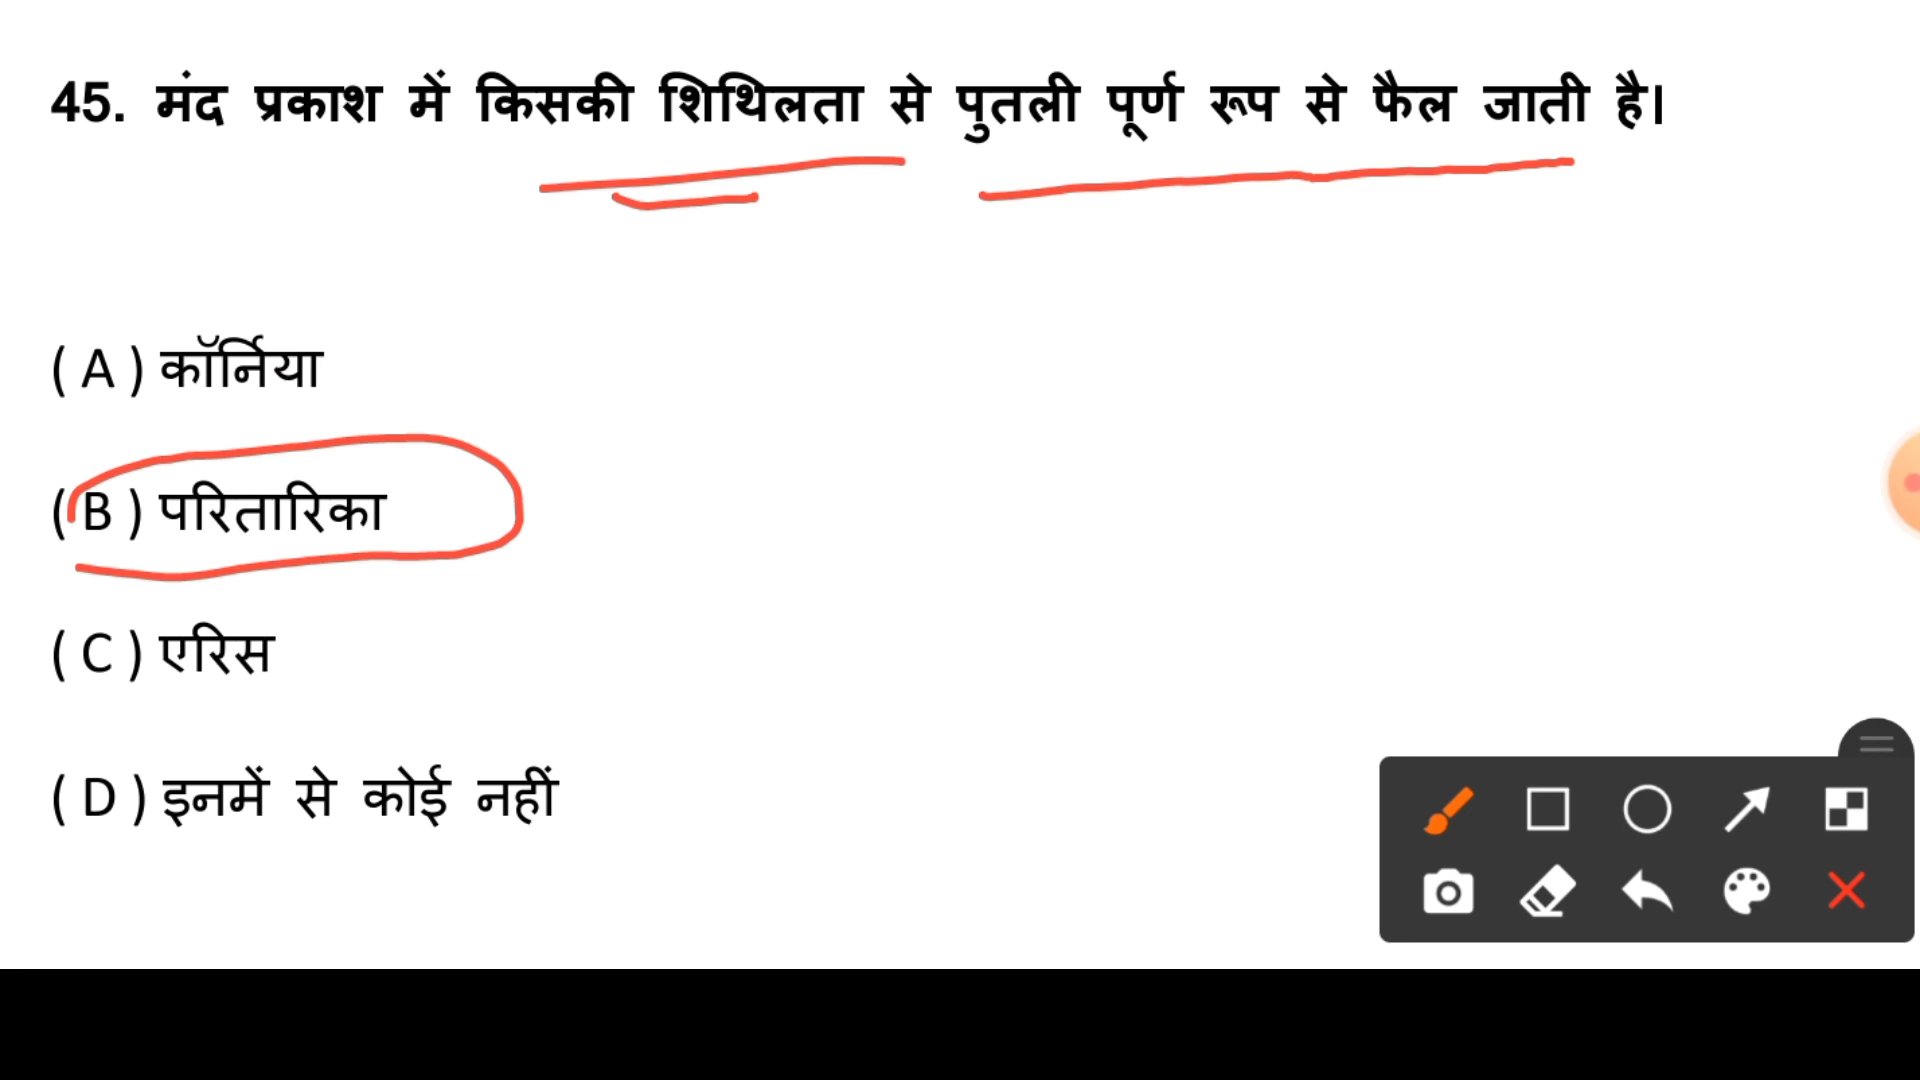 45. मंद प्रकाश में किसकी शिथिलता से पुतली पूर्ण रूप से फैल जाती है।
( A ) कॉर्निया
( B ) परितारिका
( C ) एरिस
( D ) इनमें से कोई नहीं